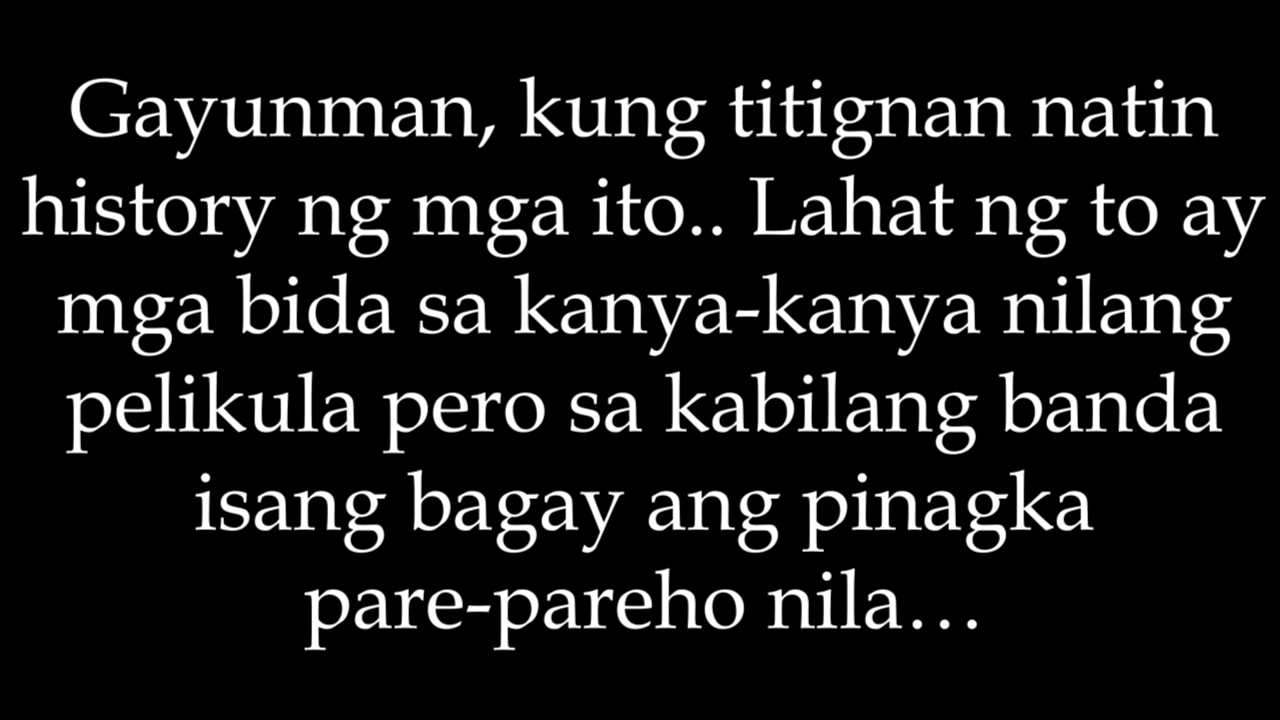 Gayunman, kung titignan natin
history ng mga ito.. Lahat ng to ay
mga bida sa kanya-kanya nilang
pelikula pero sa kabilang banda
isang bagay ang pinagka
pare-pareho nila...